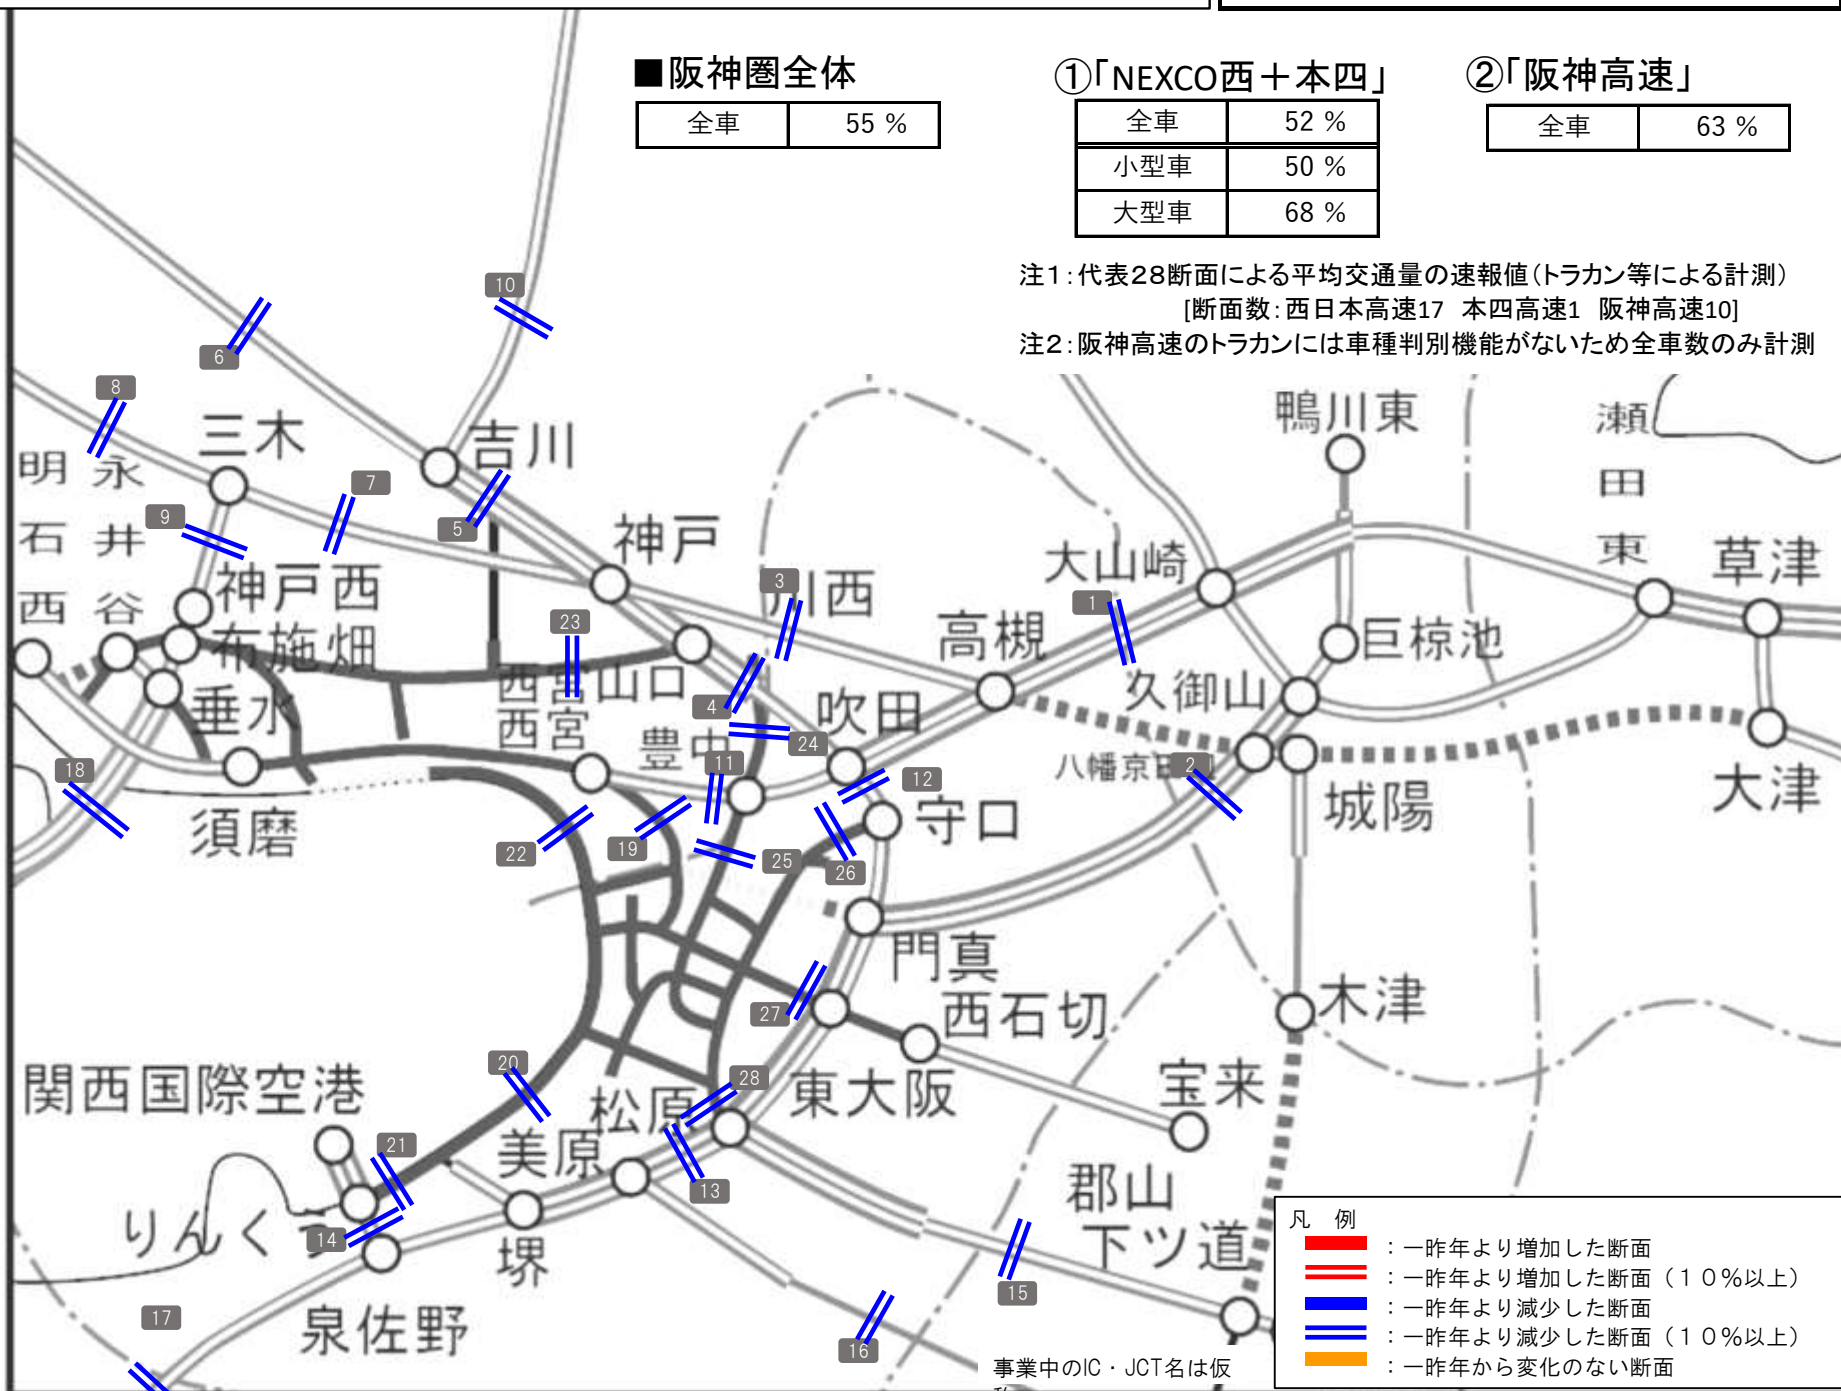 ■阪神圏全体
全車 55 %
①「NEXCO西＋本四」
全車 52 %
小型車 50 %
大型車 68 %
②「阪神高速」
全車 63 %
注１：代表２８断面による平均交通量の速報値（トラカン等による計測）
[断面数：西日本高速17 本四高速1 阪神高速10]
注２：阪神高速のトラカンには車種判別機能がないため全車数のみ計測
10
6
8
三木
吉川
鴨川東
瀬田東
明石西
永井谷
7
9
5
神戸
大山崎
草津
神戸西
3
川西
1
布施畑
23
高槻
巨椋池
西宮山口
久御山
垂水
4
吹田
西宮
豊中
24
11
八幡京田
2
18
12
大津
須磨
守口
城陽
22
19
25
26
門真
27
西石切
木津
関西国際空港
20
28
松原
東大阪
宝来
21
美原
13
郡山
りんくう
14
堺
下ツ道
15
17
泉佐野
16
事業中のIC・JCT名は仮
凡 例
：一昨年より増加した断面
：一昨年より増加した断面（１０％以上）
：一昨年より減少した断面
：一昨年より減少した断面（１０％以上）
：一昨年から変化のない断面